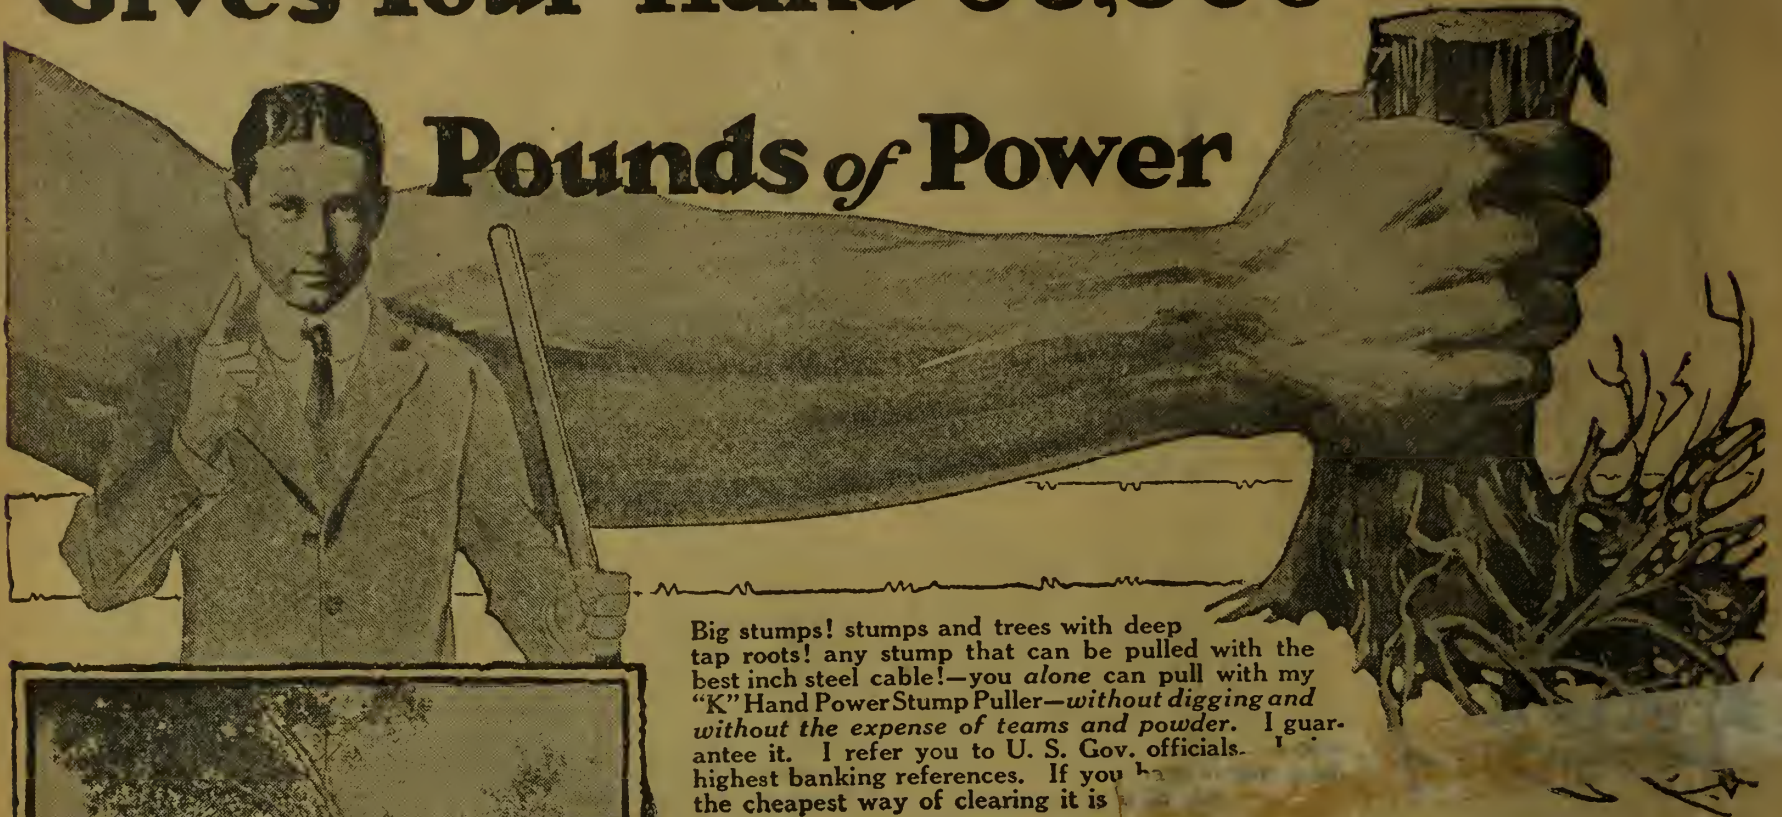 Gives Your Hand
Pounds of Power
Big stumps! stumps and trees with deep
tap roots! any stump that can be pulled with the
best inch steel cable!—you alone can pull with my
“K” Hand Power Stump Puller—without digging and
without the expense of teams and powder. I guar-
antee it. I refer you to U. S. Gov. officials.
highest banking references. If you
the cheapest way of clearing it is